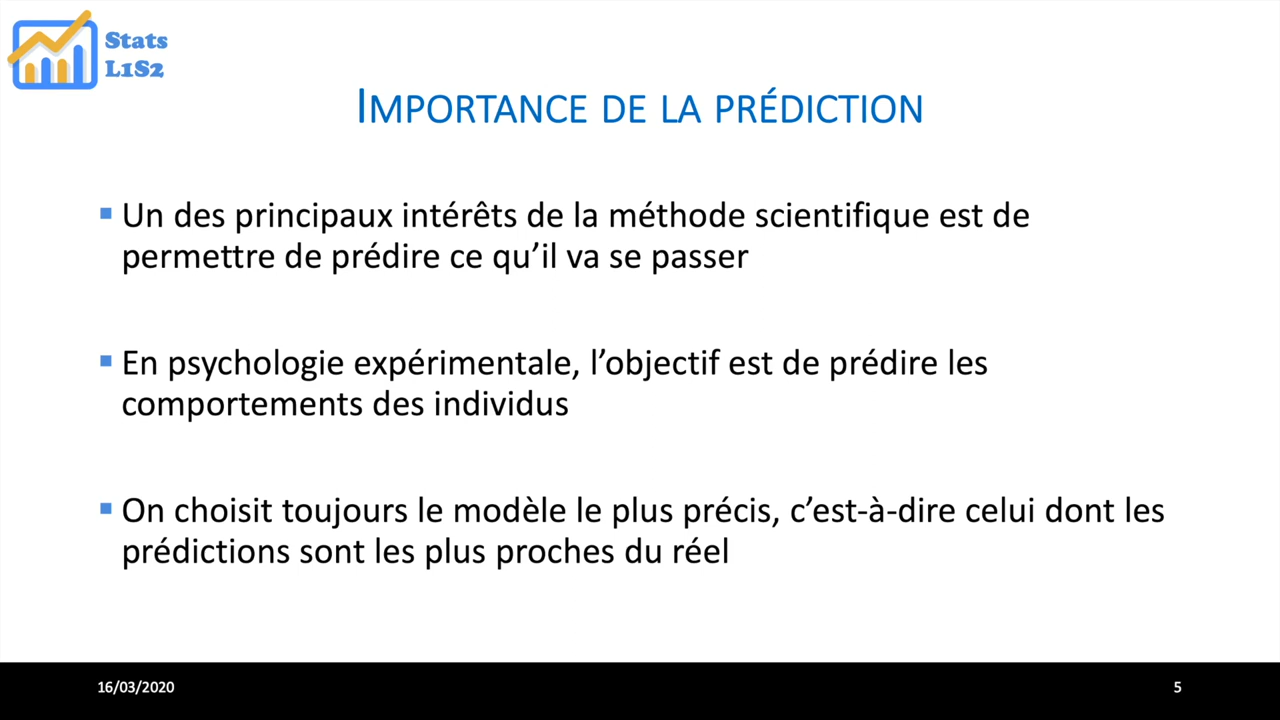 Stats
L1S2
IMPORTANCE DE LA PRÉDICTION
Un des principaux intérêts de la méthode scientifique est de
permettre de prédire ce qu’il va se passer
En psychologie expérimentale, l’objectif est de prédire les
comportements des individus
On choisit toujours le modèle le plus précis, c’est-à-dire celui dont les
prédictions sont les plus proches du réel
16/03/2020
5